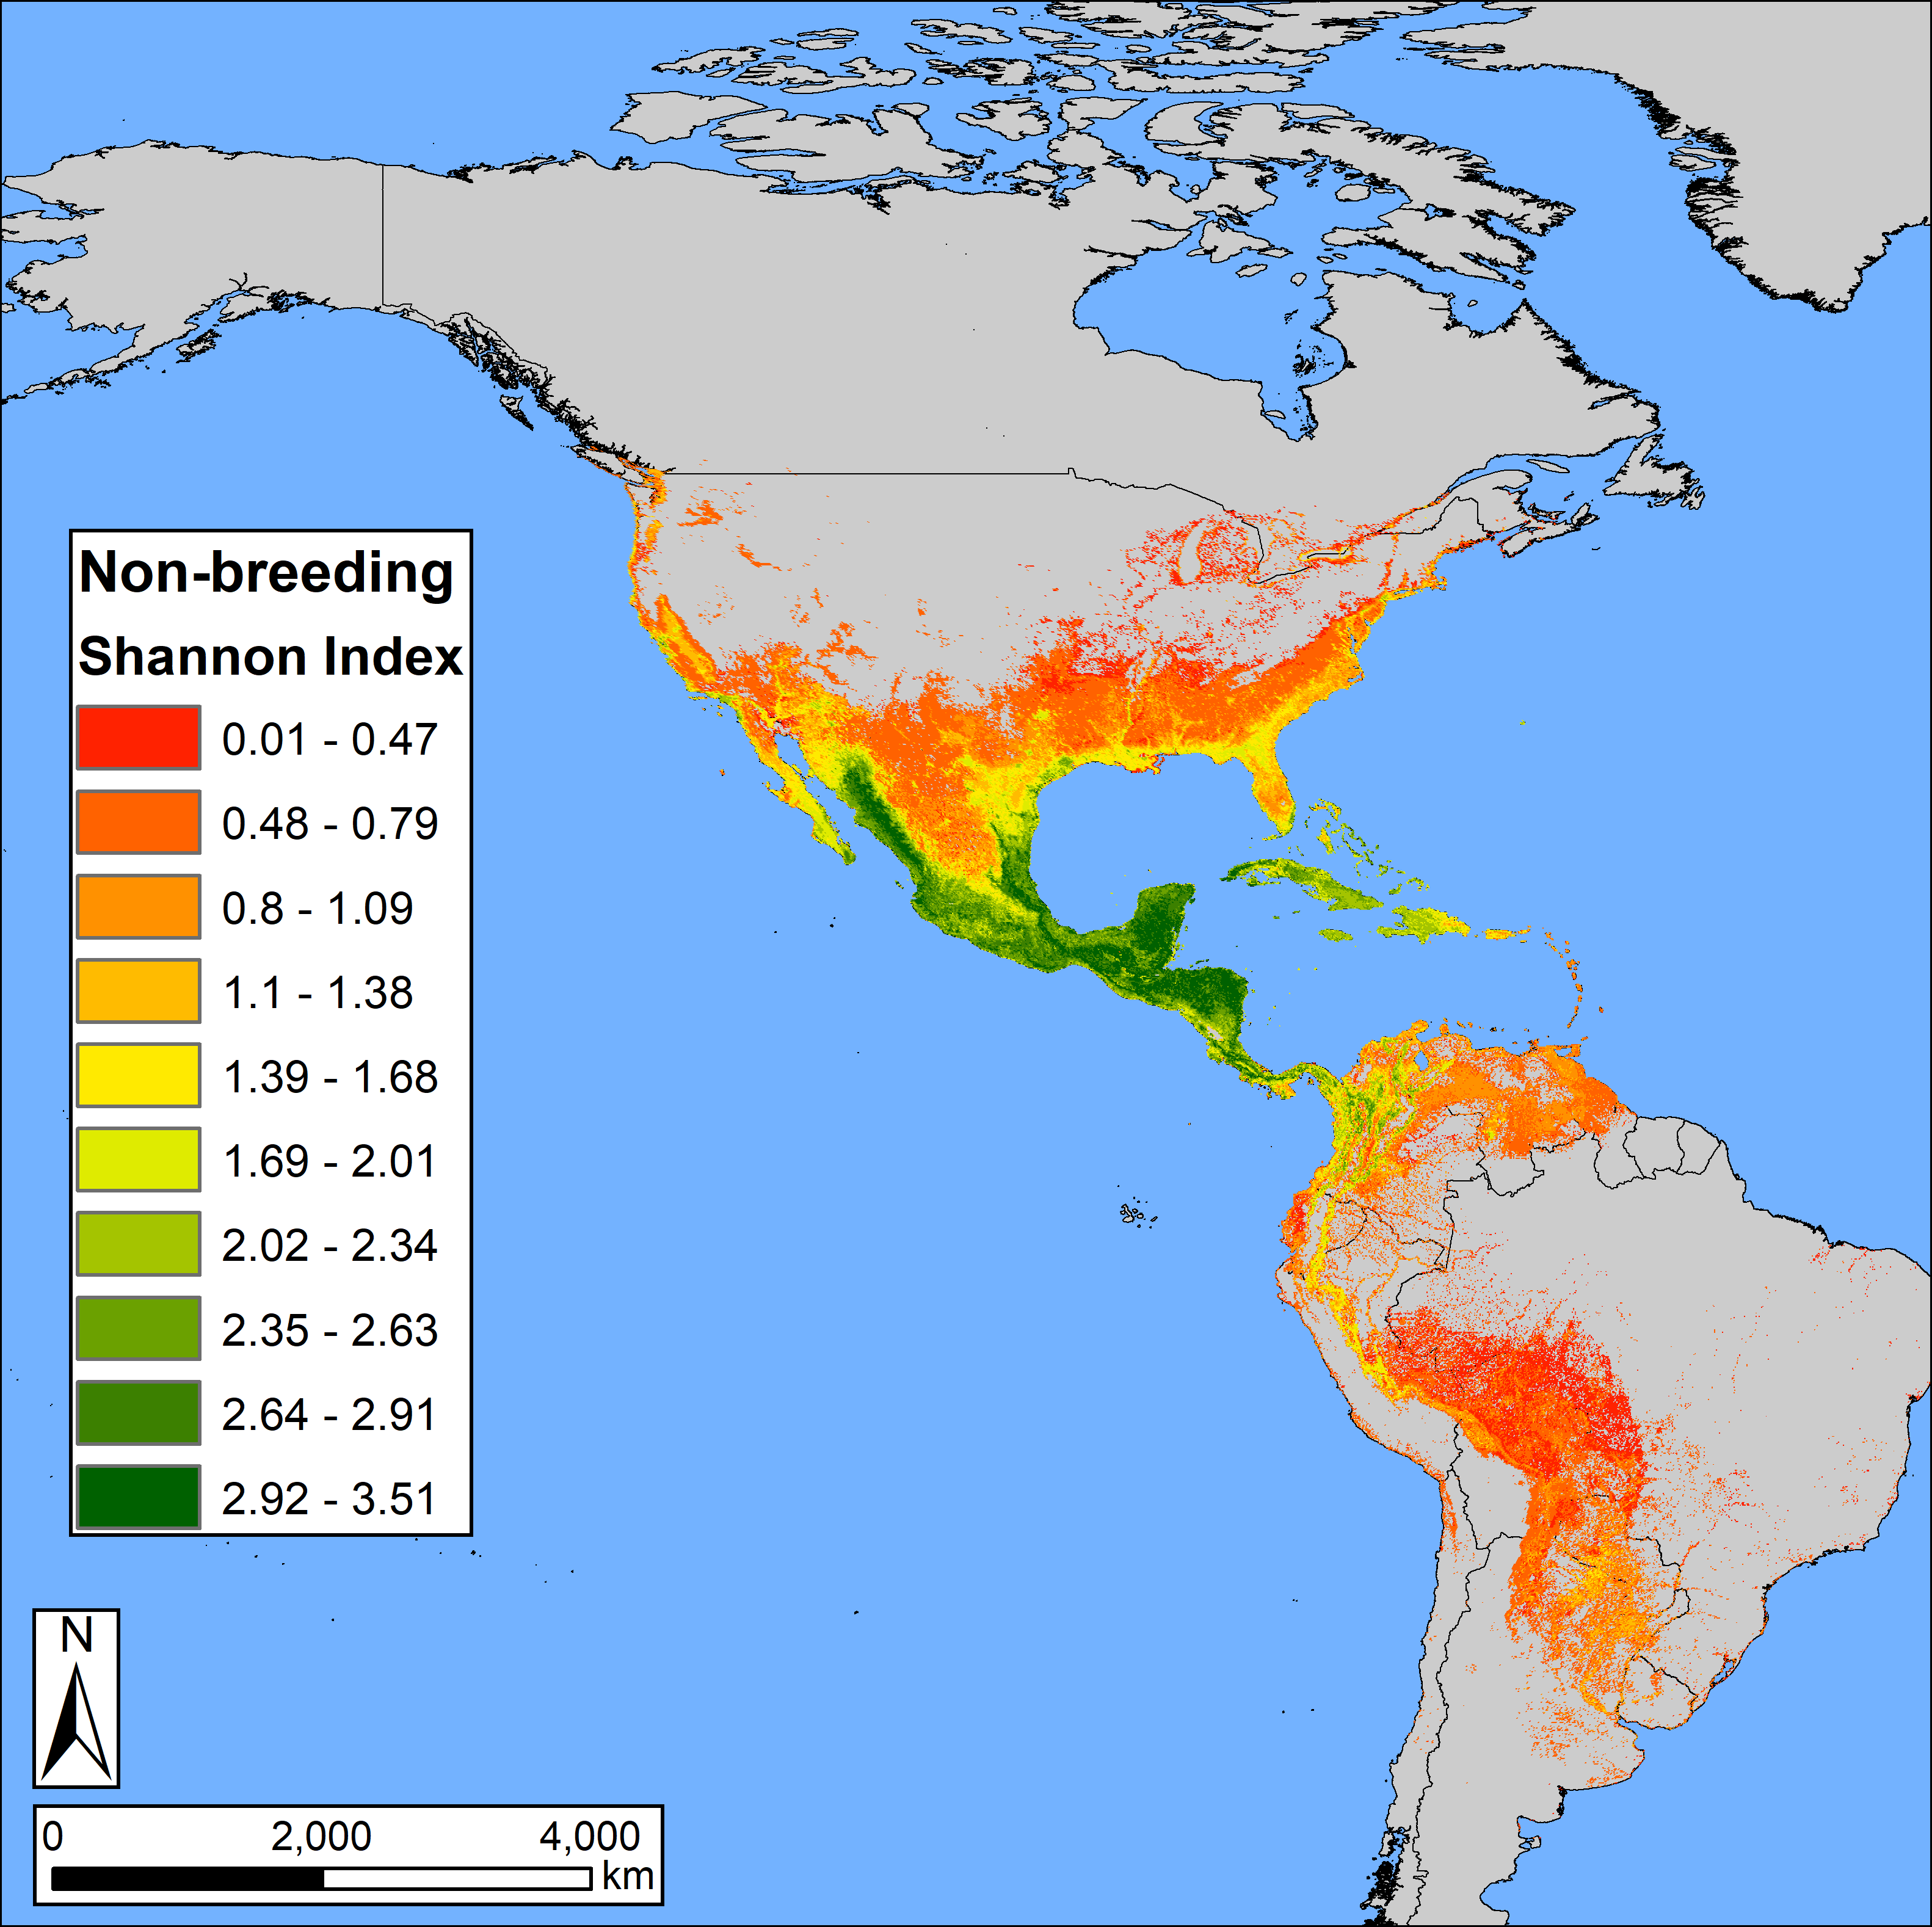 Non-breeding
Shannon Index
0.01 - 0.47
0.48 - 0.79
0.8 - 1.09
1.1 - 1.38
1.39 - 1.68
1.69 - 2.01
2.02 - 2.34
2.35 - 2.63
2.64 - 2.91
2.92 - 3.51
N
0 2,000 4,000
km